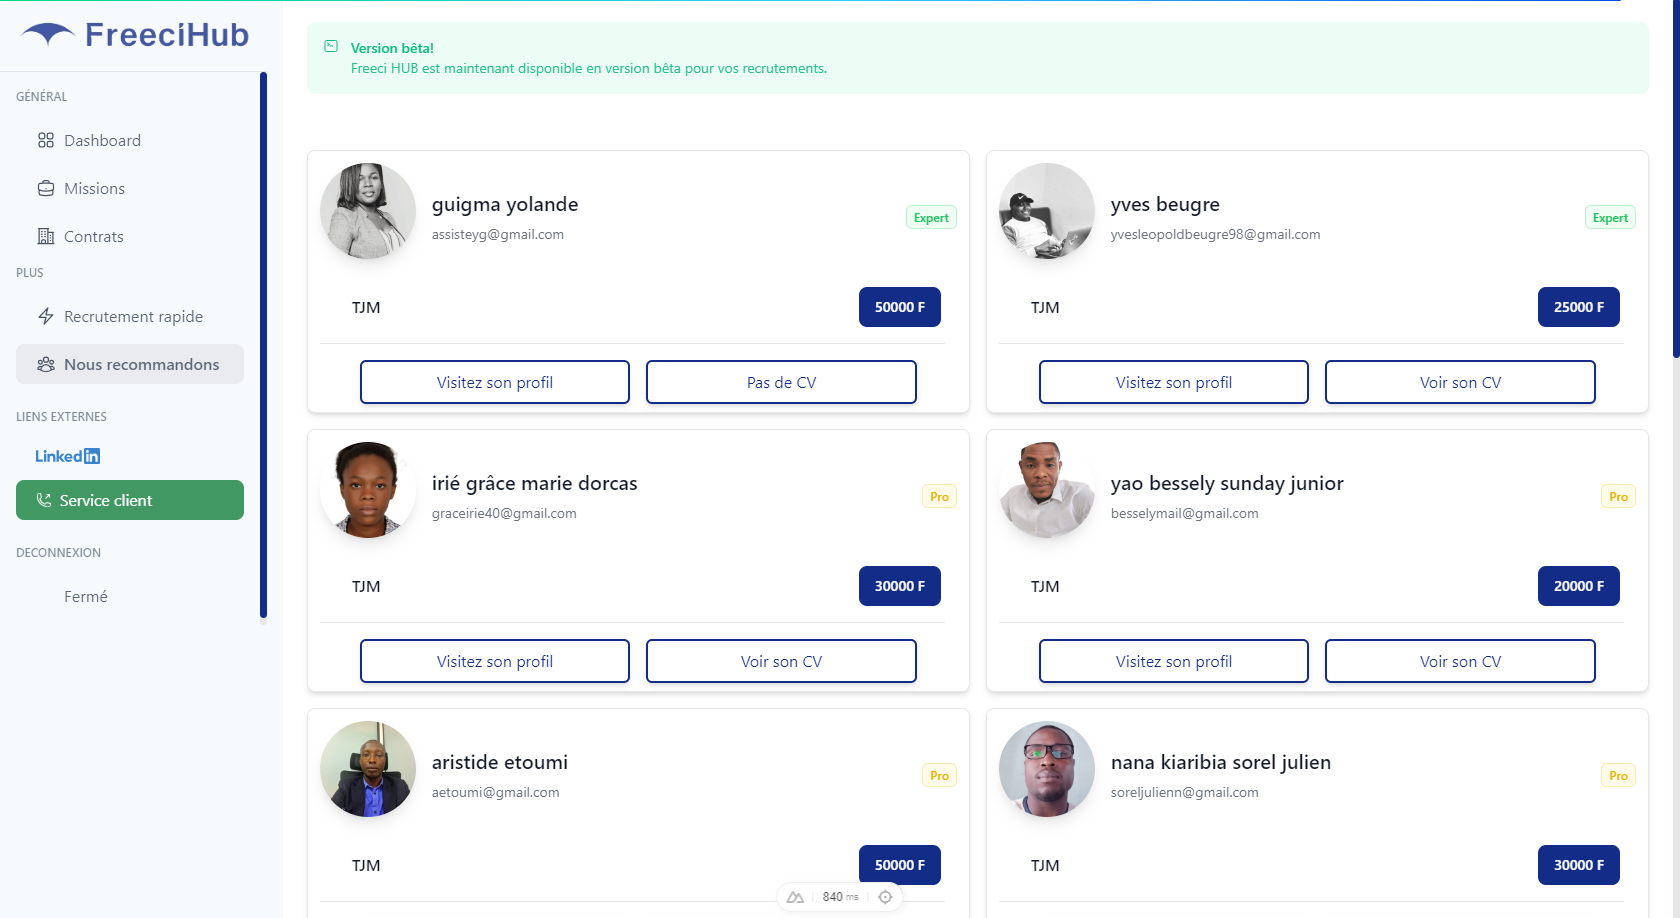 FreeciHub
GÉNÉRAL
Dashboard
Missions
Contrats
PLUS
Recrutement rapide
Nous recommandons
LIENS EXTERNES
Linkedin
Service client
DECONNEXION
Fermé
Version bêta!
Freeci HUB est maintenant disponible en version bêta pour vos recrutements.
guigma yolande
assisteyg@gmail.com
Expert
TJM
50000 F
Visitez son profil
Pas de CV
yves beugre
yvesleopoldbeugre98@gmail.com
Expert
TJM
25000 F
Visitez son profil
Voir son CV
irié grâce marie dorcas
graceirie40@gmail.com
Pro
TJM
30000 F
Visitez son profil
Voir son CV
yao bessely sunday junior
besselymail@gmail.com
Pro
TJM
20000 F
Visitez son profil
Voir son CV
aristide etoumi
aetoumi@gmail.com
Pro
TJM
50000 F
nana kiaribia sorel julien
soreljulienn@gmail.com
Pro
TJM
30000 F
840 ms